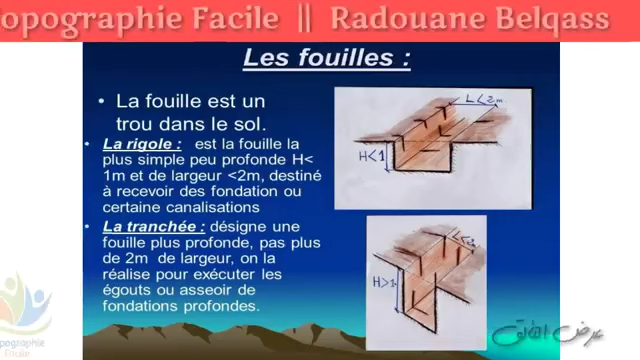 Topographie Facile || Radouane Belqass
Les fouilles :
• La fouille est un
trou dans le sol.
• La rigole : est la fouille la
plus simple peu profonde H<
1m et de largeur <2m, destiné
à recevoir des fondation ou
certaine canalisations
• La tranchée : désigne une
fouille plus profonde, pas plus
de 2m de largeur, on la
réalise pour exécuter les
égouts ou asseoir de
fondations profondes.
L<2m
H<1
H>1